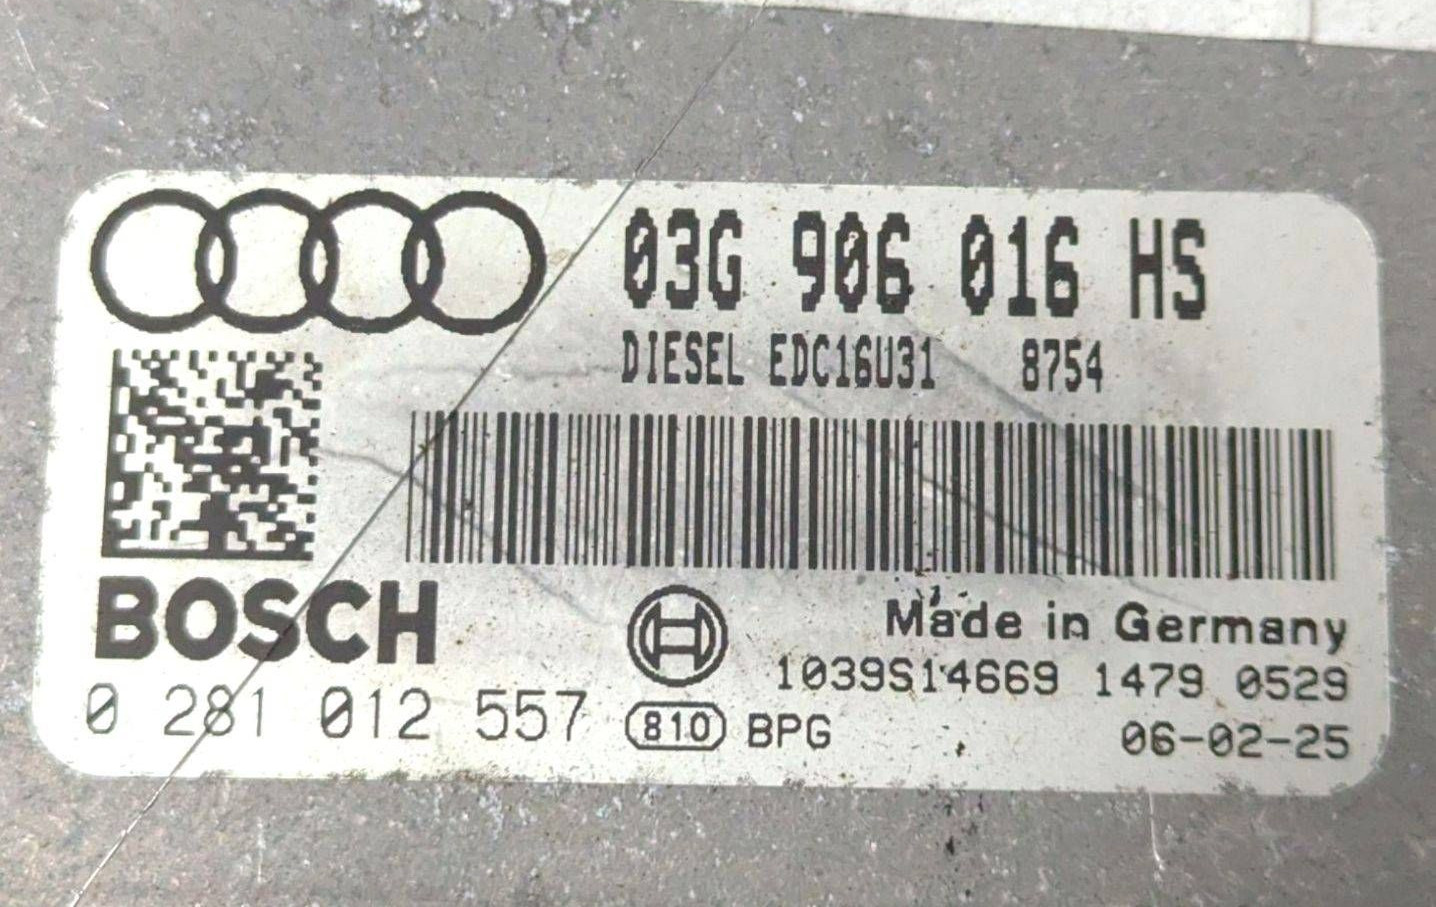 03G 906 016 HS
DIESEL EDC16U31 8754
BOSCH
Made in Germany
1039S14669 1479 0529
0 281 012 557 810 BPG 06-02-25